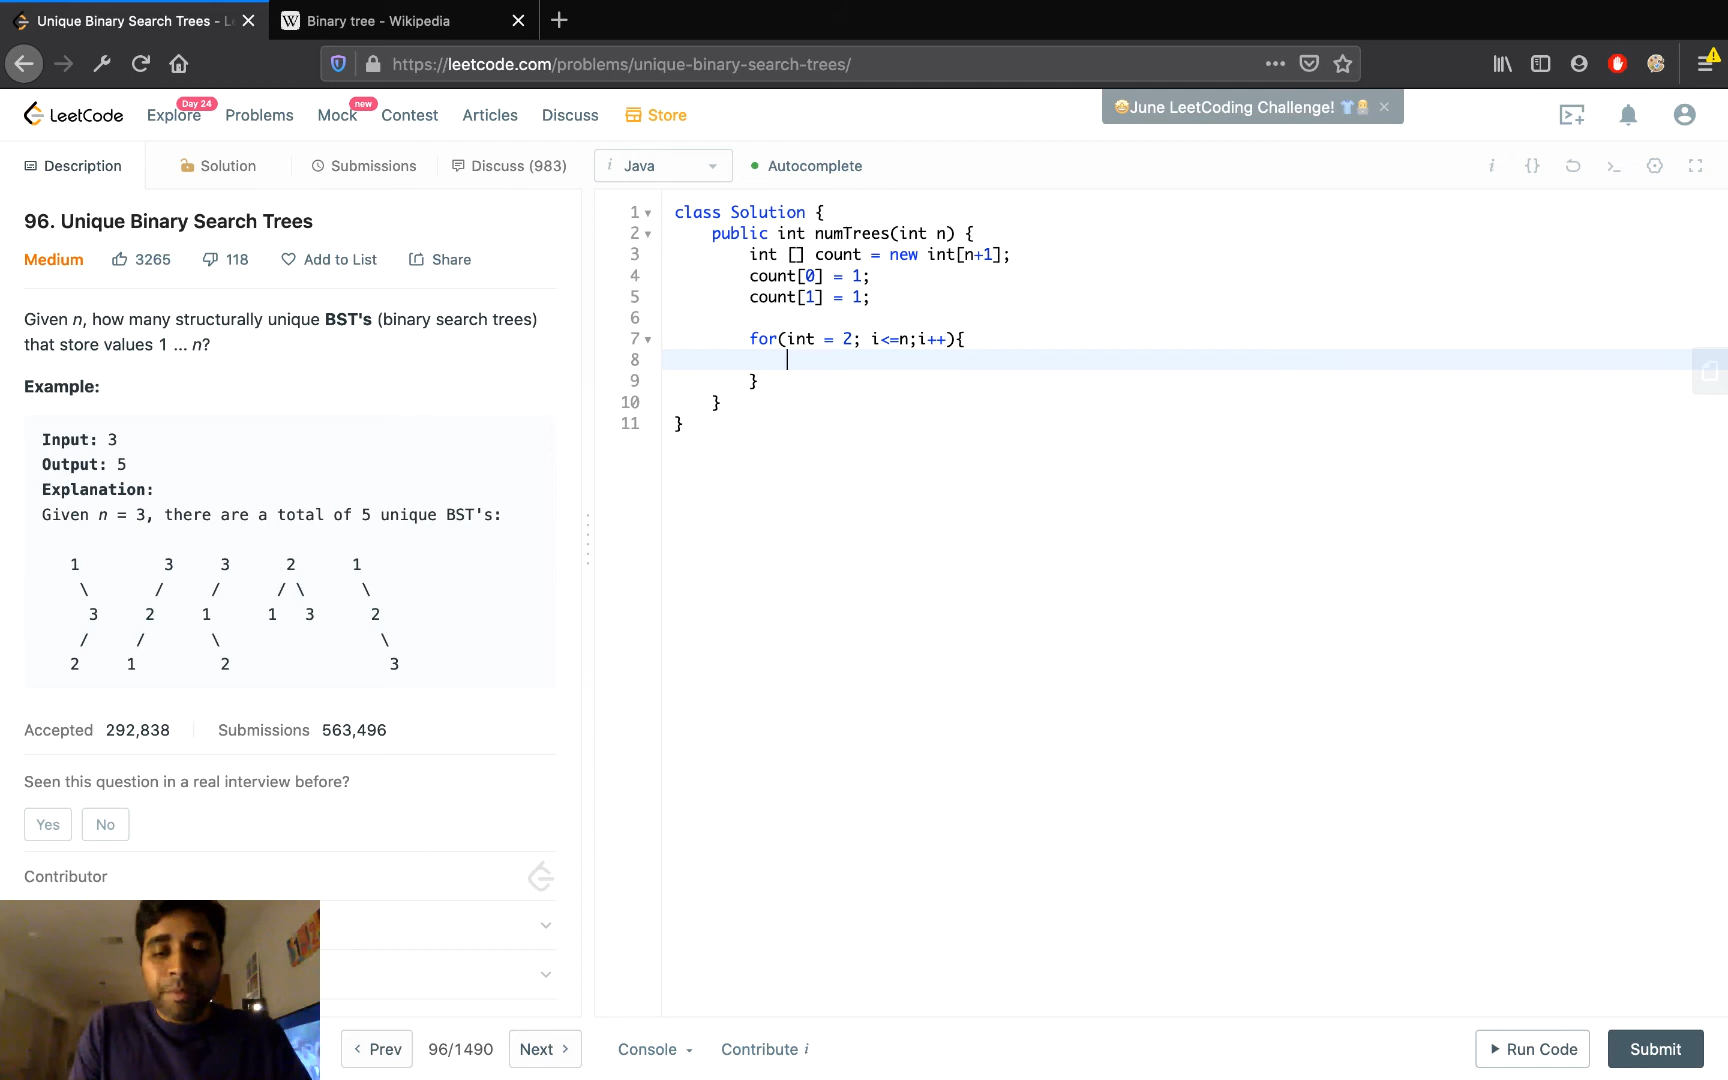 Unique Binary Search Trees - L
Binary tree - Wikipedia
https://leetcode.com/problems/unique-binary-search-trees/
LeetCode
Explore
Day 24
Problems
Mock
new
Contest
Articles
Discuss
Store
June LeetCoding Challenge!
Description
Solution
Submissions
Discuss (983)
i Java
Autocomplete
96. Unique Binary Search Trees
Medium 3265 118 Add to List Share
Given n, how many structurally unique BST's (binary search trees)
that store values 1 ... n?
Example:
Input: 3
Output: 5
Explanation:
Given n = 3, there are a total of 5 unique BST's:
1 3 3 2 1
\ / / / \ \
3 2 1 1 3 2
/ / \ \
2 1 2 3
Accepted 292,838 Submissions 563,496
Seen this question in a real interview before?
Yes No
Contributor
1 class Solution {
2 public int numTrees(int n) {
3 int [] count = new int[n+1];
4 count[0] = 1;
5 count[1] = 1;
6
7 for(int = 2; i<=n;i++){
8
9 }
10 }
11 }
Prev 96/1490 Next
Console Contribute i
Run Code Submit